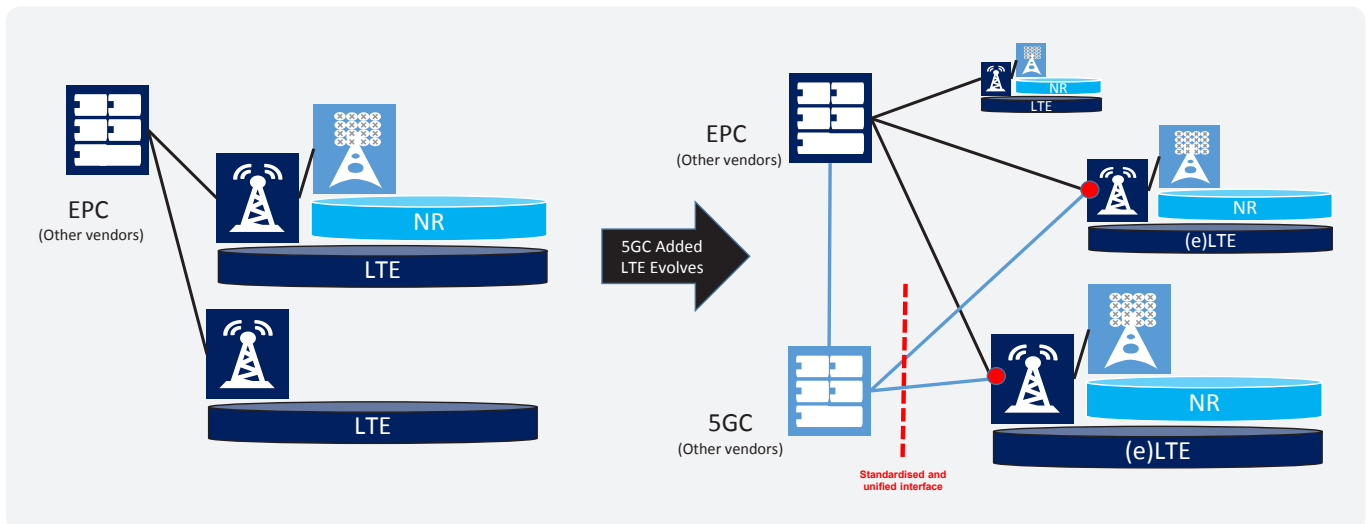 EPC
(Other vendors)
NR
LTE
LTE
5GC Added
LTE Evolves
EPC
(Other vendors)
NR
LTE
NR
(e)LTE
5GC
(Other vendors)
NR
(e)LTE
Standardised and
unified interface